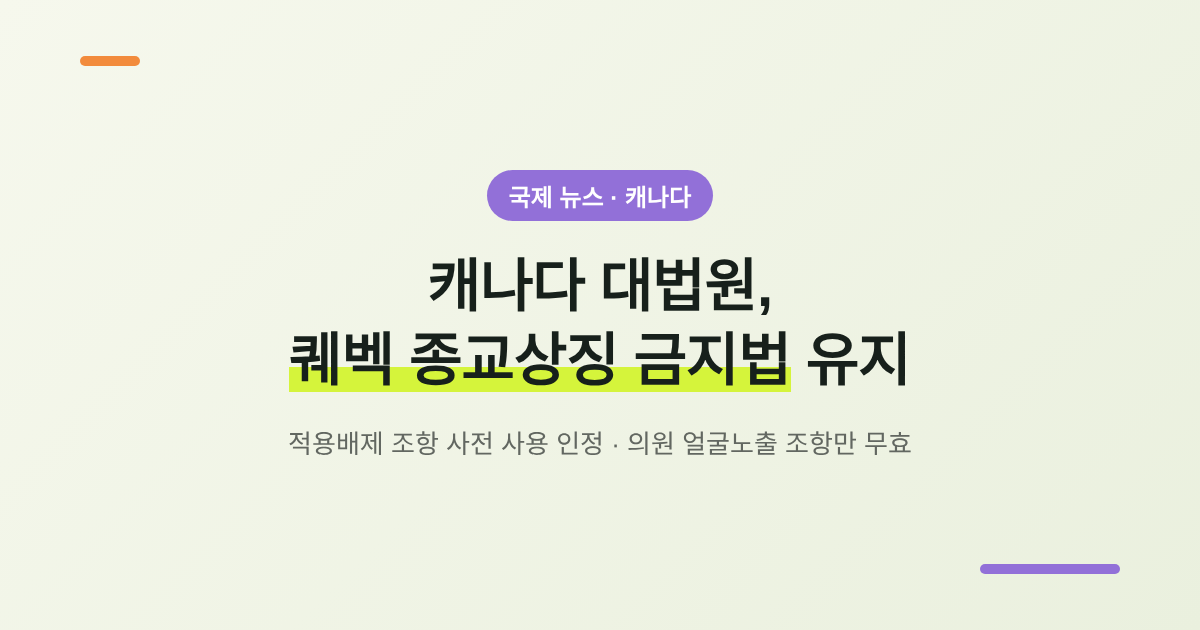 국제 뉴스 · 캐나다
캐나다 대법원,
퀘벡 종교상징 금지법 유지
적용배제 조항 사전 사용 인정 · 의원 얼굴노출 조항만 무효